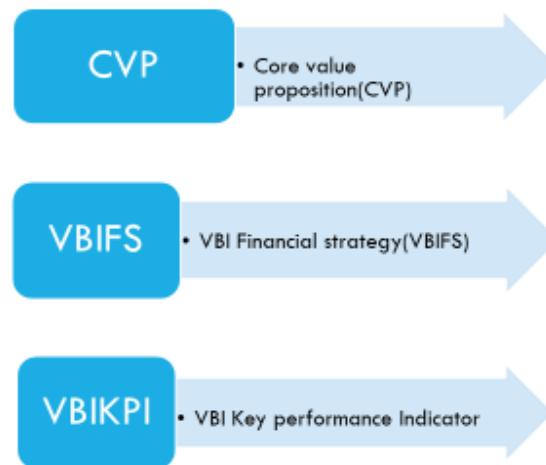 CVP
• Core value
proposition(CVP)
VBIFS
• VBI Financial strategy(VBIFS)
VBIKPI
• VBI Key performance Indicator